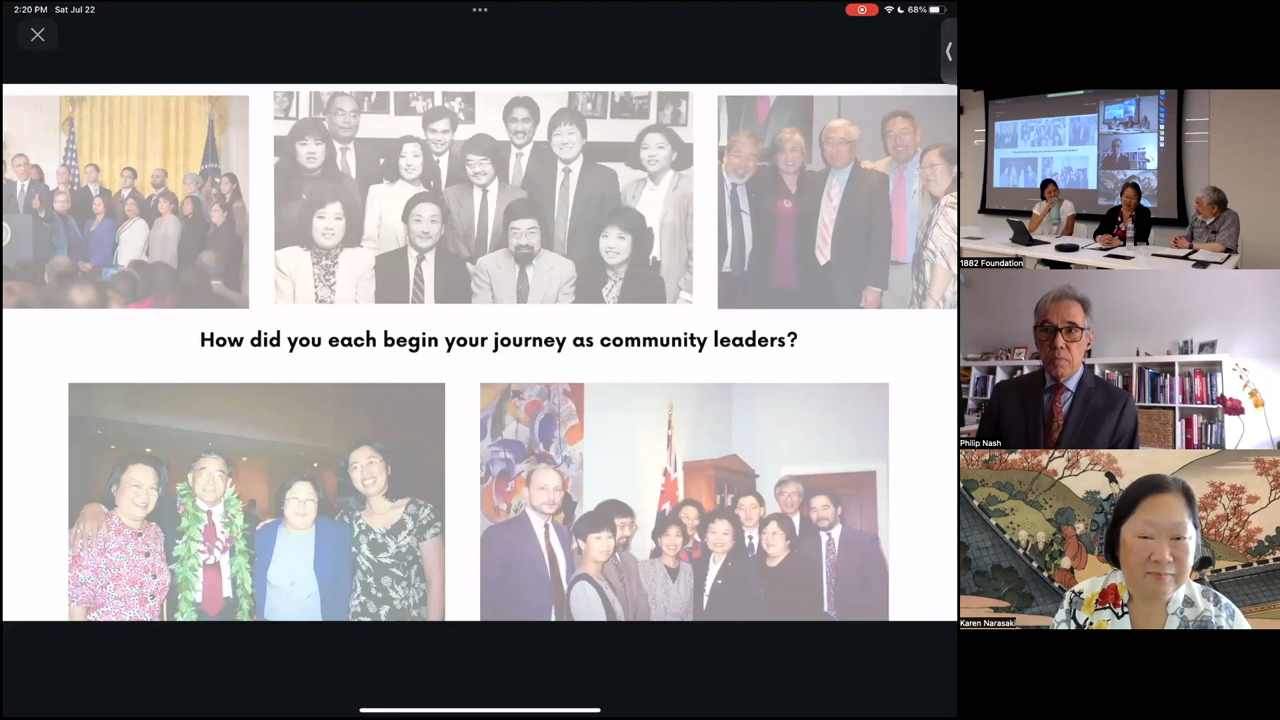 2:20 PM Sat Jul 22
68%
How did you each begin your journey as community leaders?
1882 Foundation
Philip Nash
Karen Narasaki